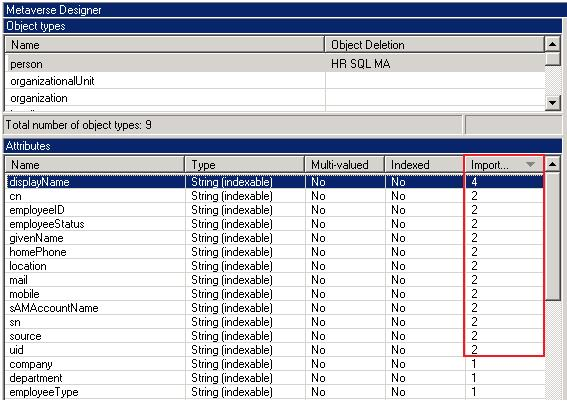 Metaverse Designer
Object types
Name Object Deletion
person HR SQL MA
organizationalUnit
organization
Total number of object types: 9
Attributes
Name Type Multi-valued Indexed Import...
displayName String (indexable) No No 4
cn String (indexable) No No 2
employeeID String (indexable) No No 2
employeeStatus String (indexable) No No 2
givenName String (indexable) No No 2
homePhone String (indexable) No No 2
location String (indexable) No No 2
mail String (indexable) No No 2
mobile String (indexable) No No 2
sAMAccountName String (indexable) No No 2
sn String (indexable) No No 2
source String (indexable) No No 2
uid String (indexable) No No 2
company String (indexable) No No 1
department String (indexable) No No 1
employeeType String (indexable) No No 1